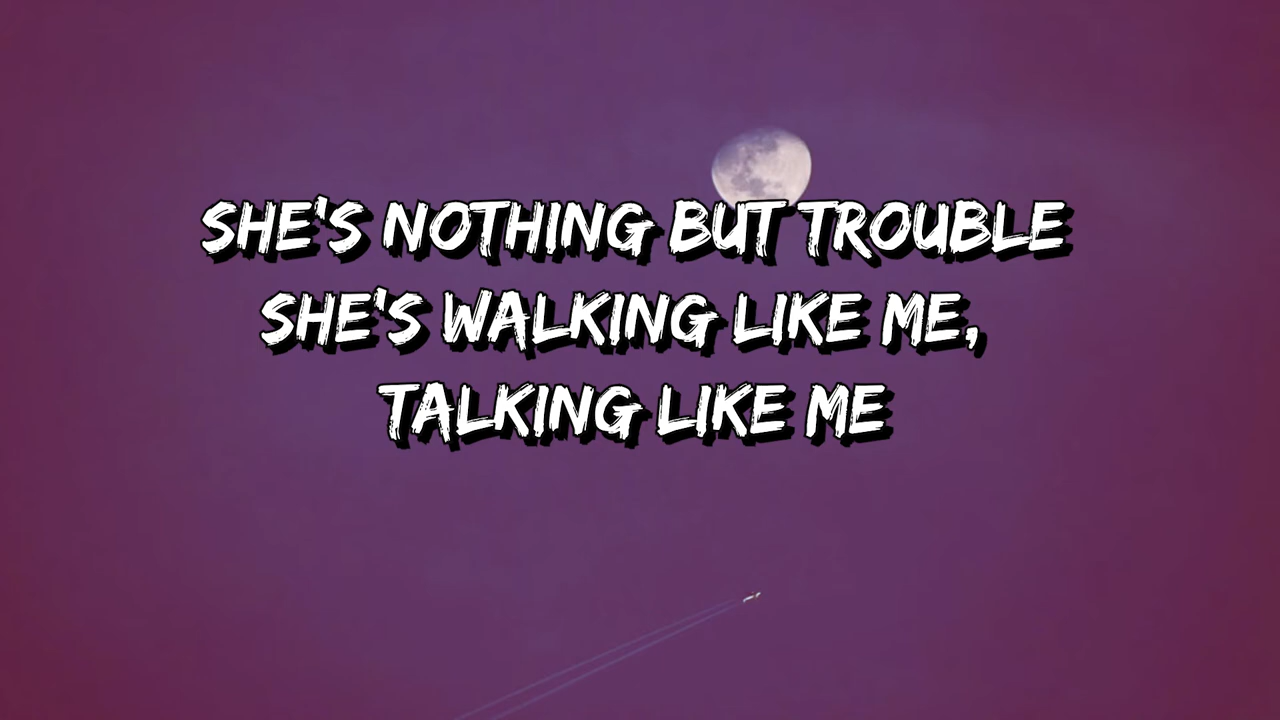 SHE'S NOTHING BUT TROUBLE
SHE'S WALKING LIKE ME,
TALKING LIKE ME